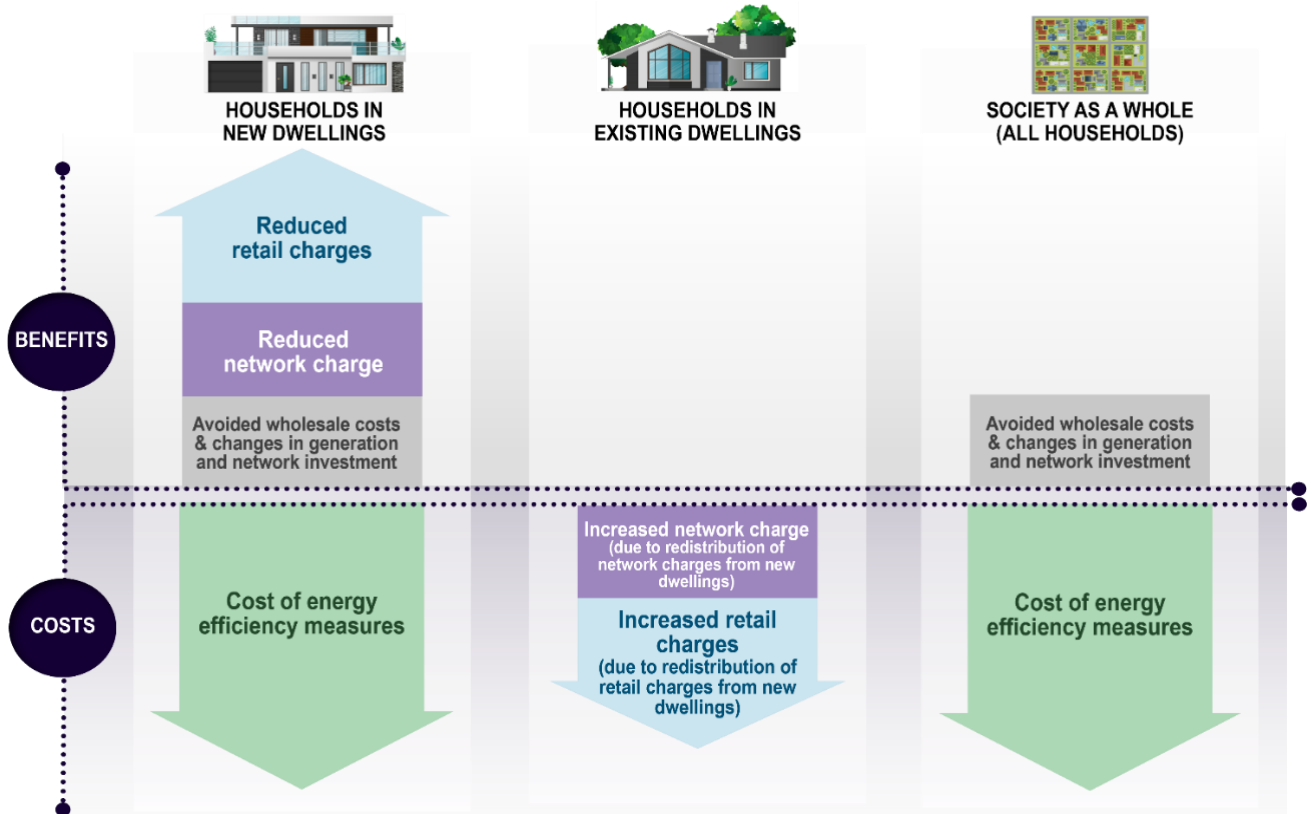 HOUSEHOLDS IN
NEW DWELLINGS
HOUSEHOLDS IN
EXISTING DWELLINGS
SOCIETY AS A WHOLE
(ALL HOUSEHOLDS)
BENEFITS
Reduced
retail charges
Reduced
network charge
Avoided wholesale costs
& changes in generation
and network investment
Avoided wholesale costs
& changes in generation
and network investment
COSTS
Cost of energy
efficiency measures
Increased network charge
(due to redistribution of
network charges from new
dwellings)
Increased retail
charges
(due to redistribution of
retail charges from new
dwellings)
Cost of energy
efficiency measures